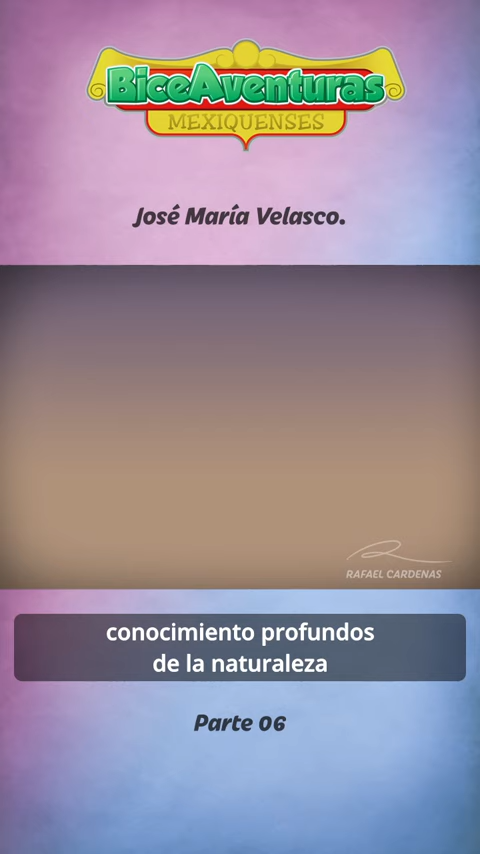 BiceAventuras
MEXIQUENSES
José María Velasco.
RAFAEL CARDENAS
conocimiento profundos
de la naturaleza
Parte 06